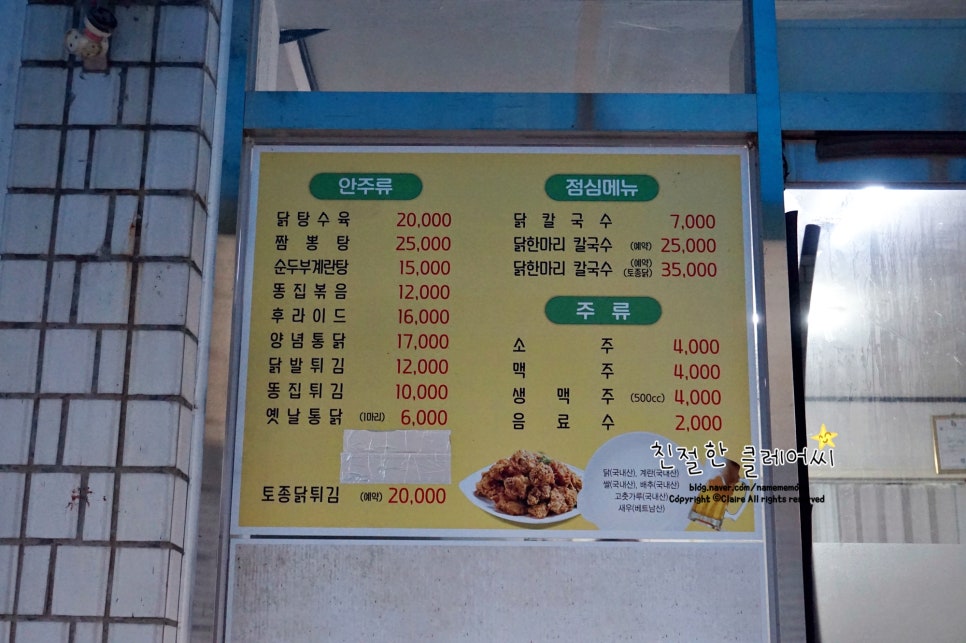 안주류
닭탕수육 20,000
짬뽕탕 25,000
순두부계란탕 15,000
똥집볶음 12,000
후라이드 16,000
양념통닭 17,000
닭발튀김 12,000
똥집튀김 10,000
옛날통닭 (1마리) 6,000
토종닭튀김 (예약) 20,000
점심메뉴
닭칼국수 7,000
닭한마리 칼국수 (예약) 25,000
닭한마리 칼국수 (예약) (토종닭) 35,000
주류
소주 4,000
맥주 4,000
생맥주 (500cc) 4,000
음료수 2,000
닭(국내산), 계란(국내산)
쌀(국내산), 배추(국내산)
고춧가루(국내산)
새우(베트남산)
친절한 클레어씨
blog.naver.com/namememdo
Copyright ©Claire All rights reserved